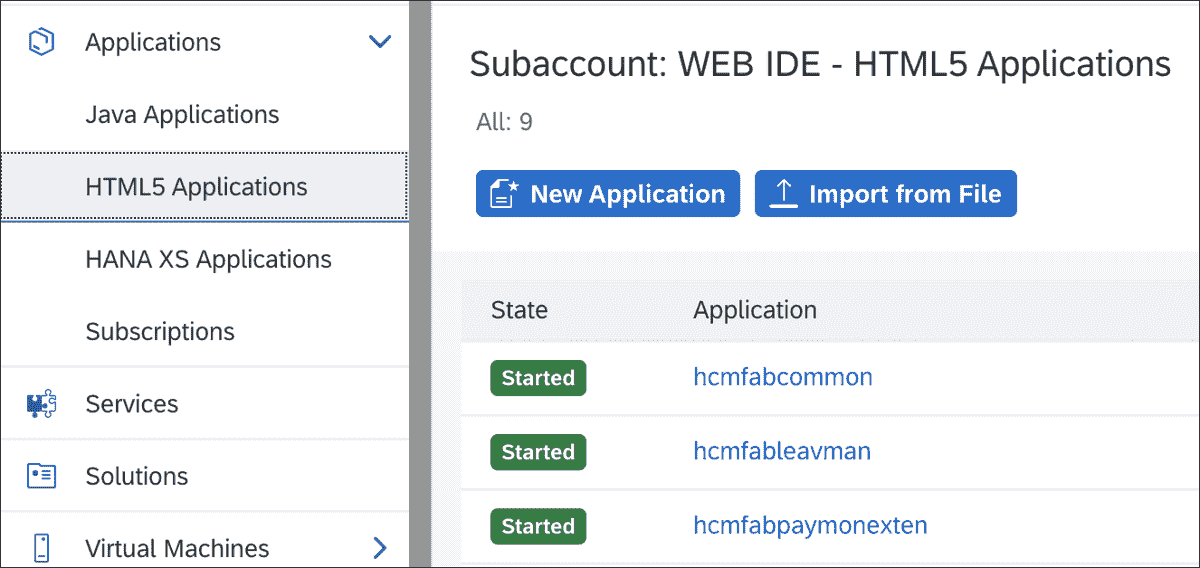 Applications
Java Applications
HTML5 Applications
HANA XS Applications
Subscriptions
Services
Solutions
Virtual Machines
Subaccount: WEB IDE - HTML5 Applications
All: 9
New Application Import from File
State Application
Started hcmfabcommon
Started hcmfableavman
Started hcmfabpaymonexten